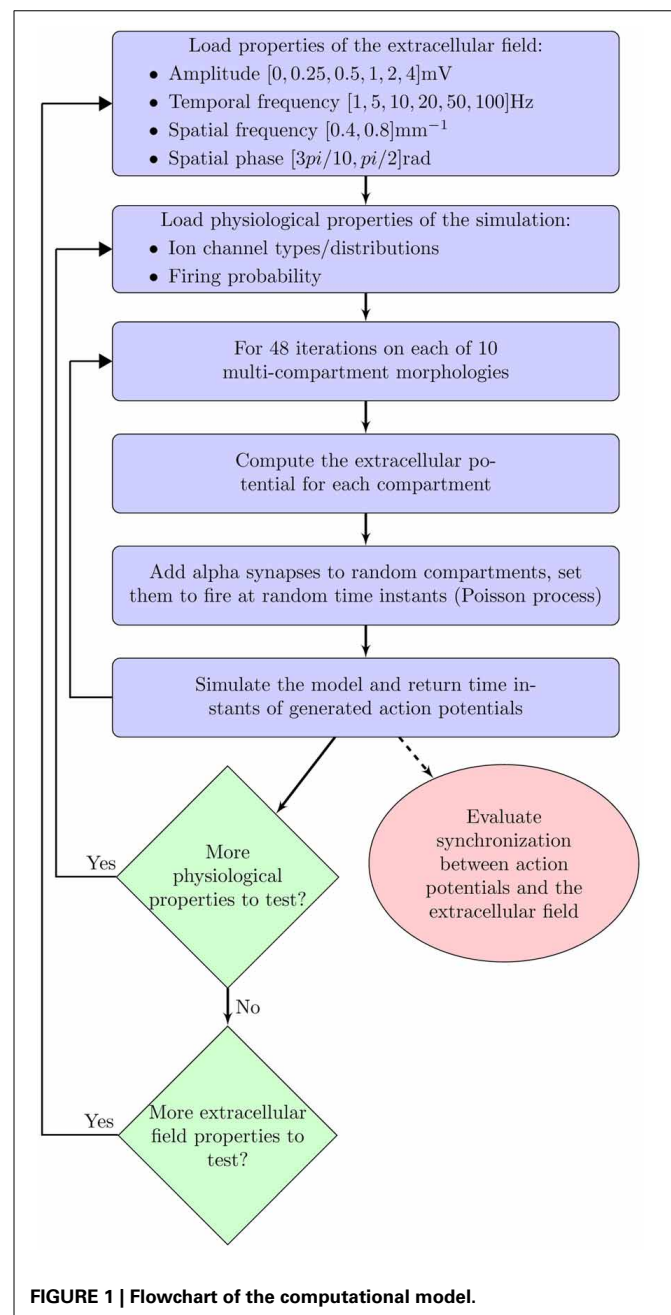 Load properties of the extracellular field:
• Amplitude [0, 0.25, 0.5, 1, 2, 4]mV
• Temporal frequency [1, 5, 10, 20, 50, 100]Hz
• Spatial frequency [0.4, 0.8]mm⁻¹
• Spatial phase [3pi/10, pi/2]rad
Load physiological properties of the simulation:
• Ion channel types/distributions
• Firing probability
For 48 iterations on each of 10
multi-compartment morphologies
Compute the extracellular po-
tential for each compartment
Add alpha synapses to random compartments, set
them to fire at random time instants (Poisson process)
Simulate the model and return time in-
stants of generated action potentials
Yes
More
physiological
properties to test?
Evaluate
synchronization
between action
potentials and the
extracellular field
No
Yes
More extracellular
field properties to
test?
FIGURE 1 | Flowchart of the computational model.